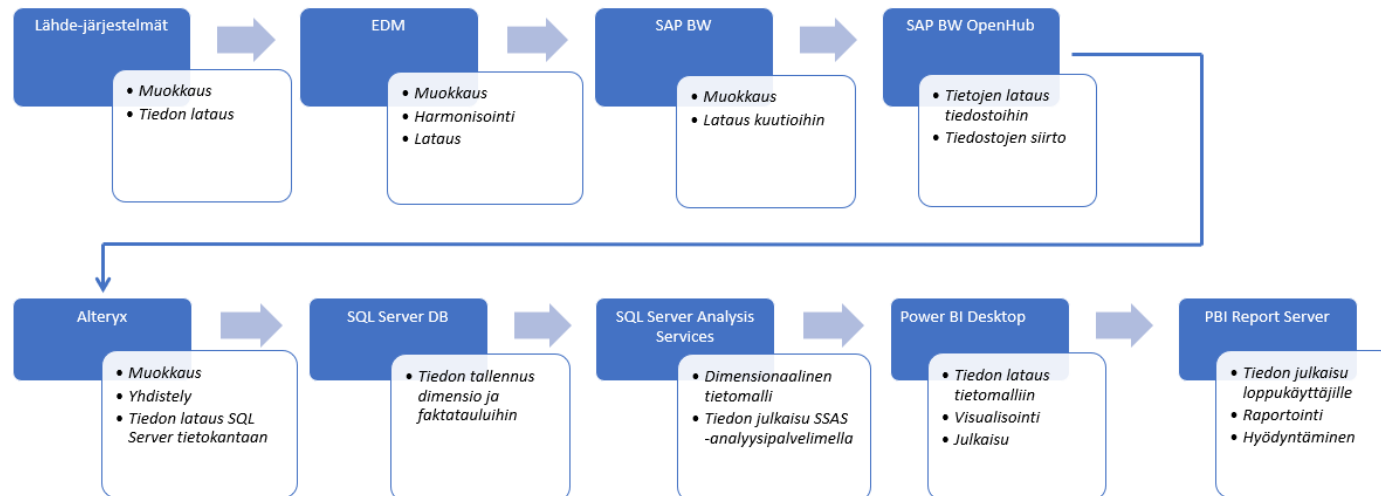 Lähde-järjestelmät
• Muokkaus
• Tiedon lataus
EDM
• Muokkaus
• Harmonisointi
• Lataus
SAP BW
• Muokkaus
• Lataus kuutioihin
SAP BW OpenHub
• Tietojen lataus
tiedostoihin
• Tiedostojen siirto
Alteryx
• Muokkaus
• Yhdistely
• Tiedon lataus SQL
Server tietokantaan
SQL Server DB
• Tiedon tallennus
dimensio ja
faktatauluihin
SQL Server Analysis
Services
• Dimensionaalinen
tietomalli
• Tiedon julkaisu SSAS
-analyysipalvelimella
Power BI Desktop
• Tiedon lataus
tietomalliin
• Visualisointi
• Julkaisu
PBI Report Server
• Tiedon julkaisu
loppukäyttäjille
• Raportointi
• Hyödyntäminen